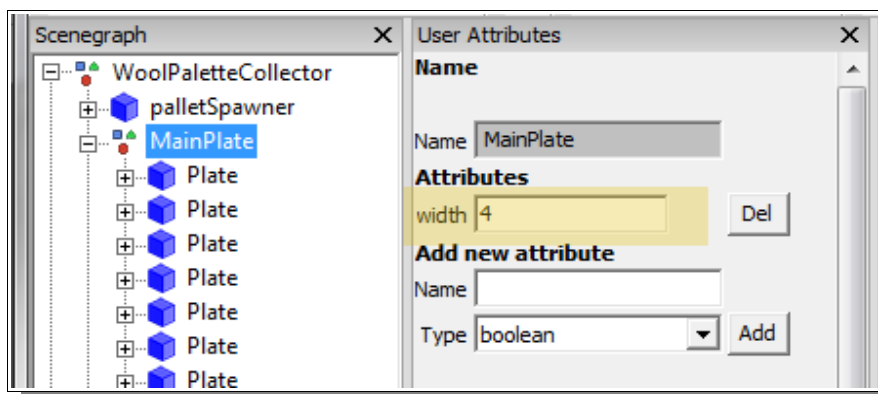 Scenegraph
WoolPaletteCollector
palletSpawner
MainPlate
Plate
Plate
Plate
Plate
Plate
Plate
Plate
User Attributes
Name
Name MainPlate
Attributes
width 4 Del
Add new attribute
Name
Type boolean Add